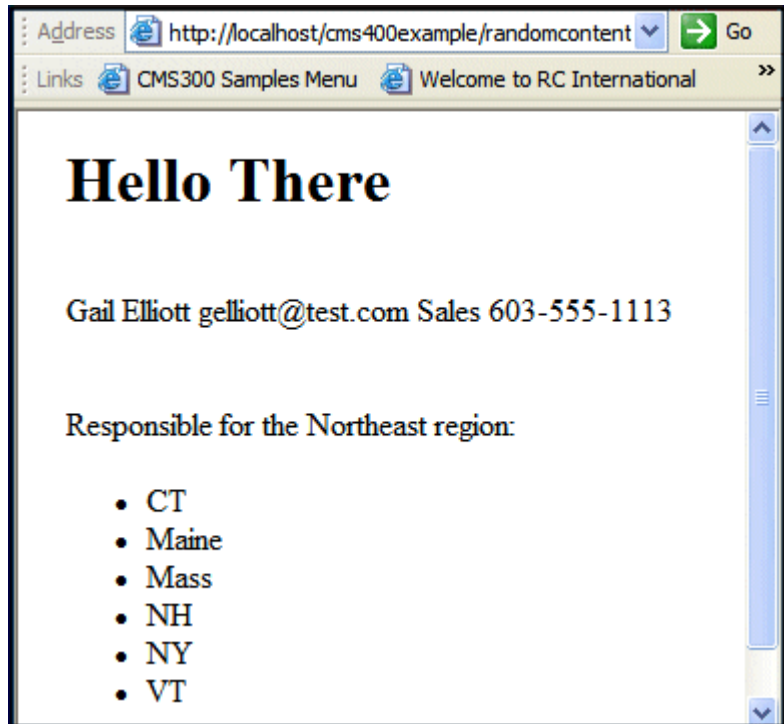 Address http://localhost/cms400example/randomcontent Go
Links CMS300 Samples Menu Welcome to RC International »
Hello There
Gail Elliott gelliott@test.com Sales 603-555-1113
Responsible for the Northeast region:
• CT
• Maine
• Mass
• NH
• NY
• VT